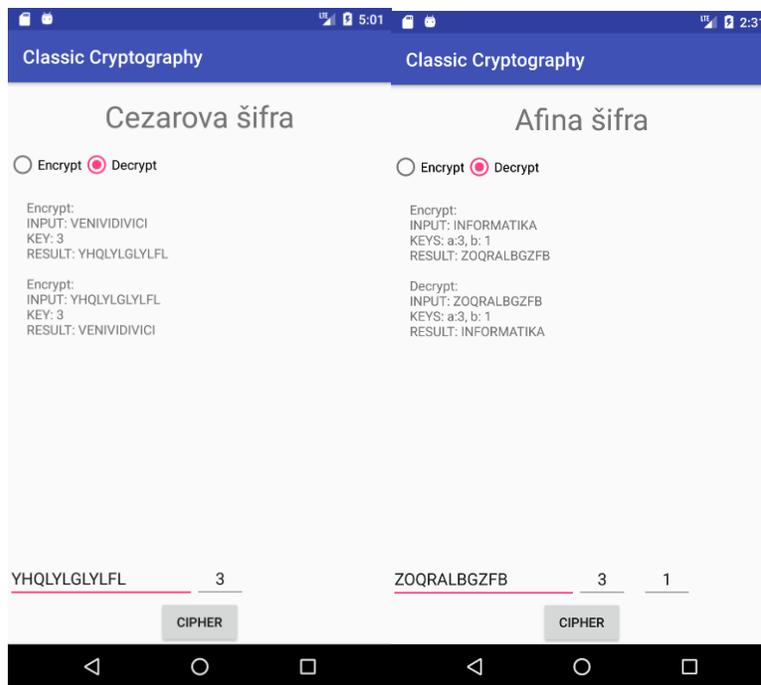 LTE 5:01
Classic Cryptography
Cezarova šifra
Encrypt Decrypt
Encrypt:
INPUT: VENIVIDIVICI
KEY: 3
RESULT: YHQLYLGLYLFL
Encrypt:
INPUT: YHQLYLGLYLFL
KEY: 3
RESULT: VENIVIDIVICI
YHQLYLGLYLFL 3
CIPHER
LTE 2:31
Classic Cryptography
Afina šifra
Encrypt Decrypt
Encrypt:
INPUT: INFORMATIKA
KEYS: a:3, b: 1
RESULT: ZOQRALBGZFB
Decrypt:
INPUT: ZOQRALBGZFB
KEYS: a:3, b: 1
RESULT: INFORMATIKA
ZOQRALBGZFB 3 1
CIPHER